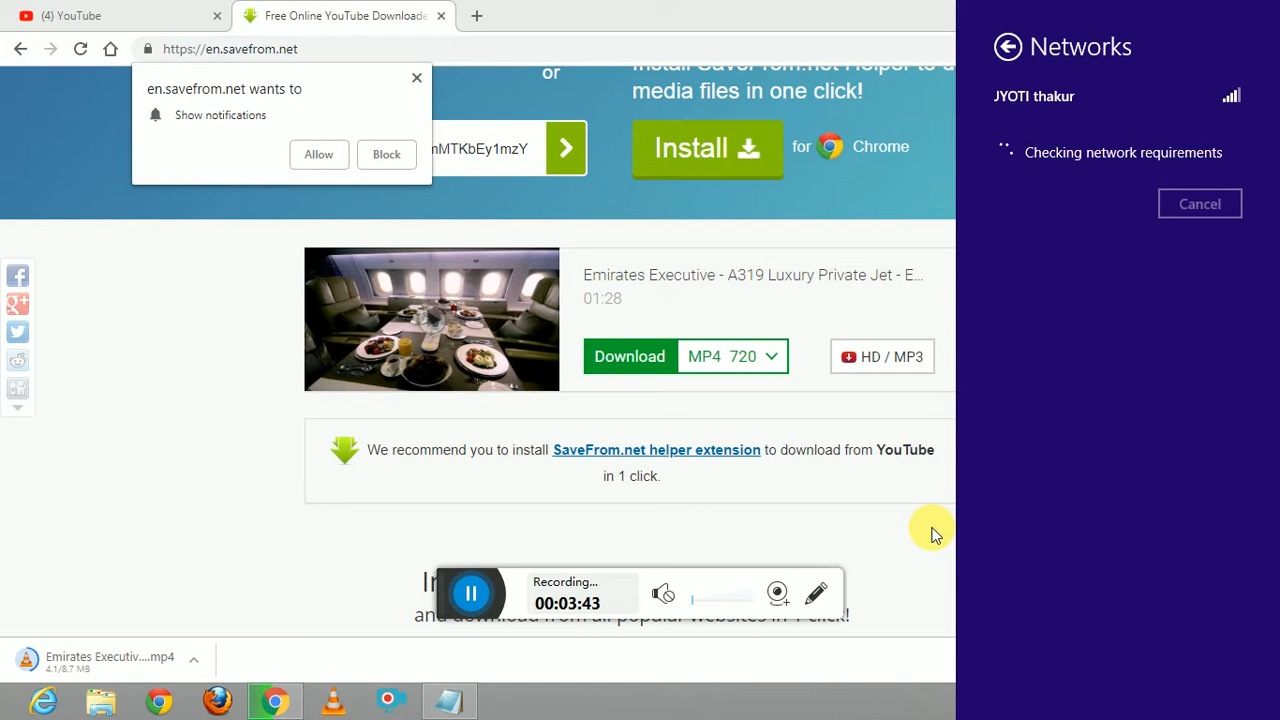 (4) YouTube
Free Online YouTube Downloade
https://en.savefrom.net
en.savefrom.net wants to
Show notifications
Allow
Block
or
media files in one click!
mMTKbEy1mzY
Install
for
Chrome
Emirates Executive - A319 Luxury Private Jet - E...
01:28
Download
MP4 720
HD / MP3
We recommend you to install SaveFrom.net helper extension to download from YouTube
in 1 click.
Recording...
00:03:43
and download from all popular websites in 1 click!
Emirates Executiv....mp4
4.1/8.7 MB
Networks
JYOTI thakur
Checking network requirements
Cancel